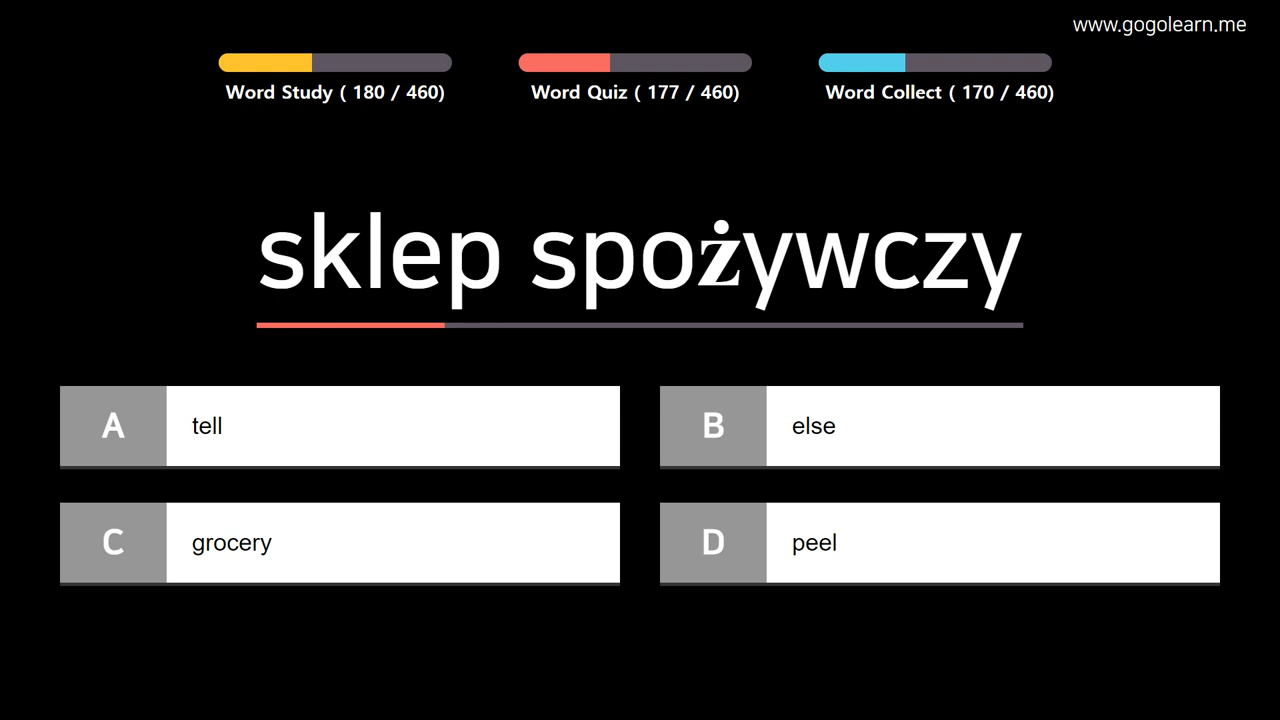 www.gogolearn.me
Word Study ( 180 / 460)
Word Quiz ( 177 / 460)
Word Collect ( 170 / 460)
sklep spożywczy
A tell
B else
C grocery
D peel